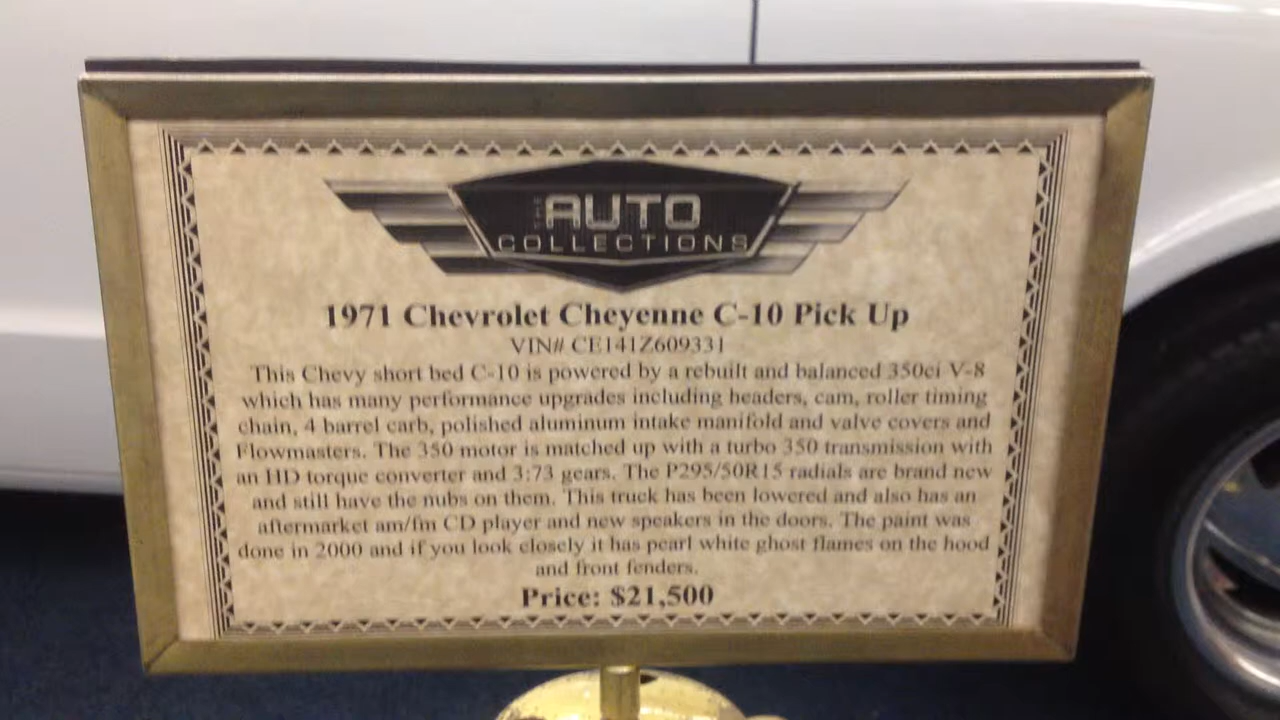 THE AUTO
COLLECTIONS
1971 Chevrolet Cheyenne C-10 Pick Up
VIN# CE141Z609331
This Chevy short bed C-10 is powered by a rebuilt and balanced 350ci V-8
which has many performance upgrades including headers, cam, roller timing
chain, 4 barrel carb, polished aluminum intake manifold and valve covers and
Flowmasters. The 350 motor is matched up with a turbo 350 transmission with
an HD torque converter and 3:73 gears. The P295/50R15 radials are brand new
and still have the nubs on them. This truck has been lowered and also has an
aftermarket am/fm CD player and new speakers in the doors. The paint was
done in 2000 and if you look closely it has pearl white ghost flames on the hood
and front fenders.
Price: $21,500